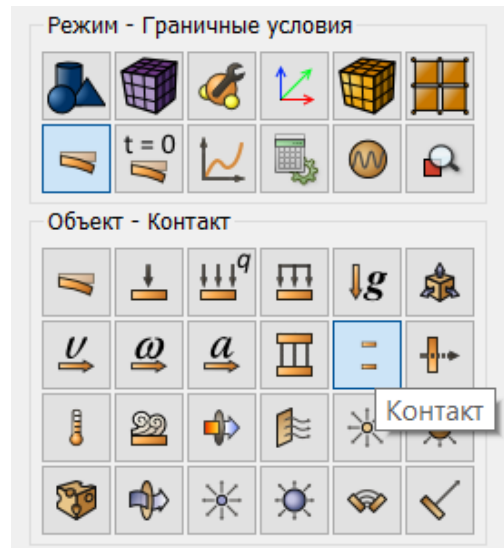 Режим - Граничные условия
t = 0
Объект - Контакт
q
g
v
ω
a
Контакт